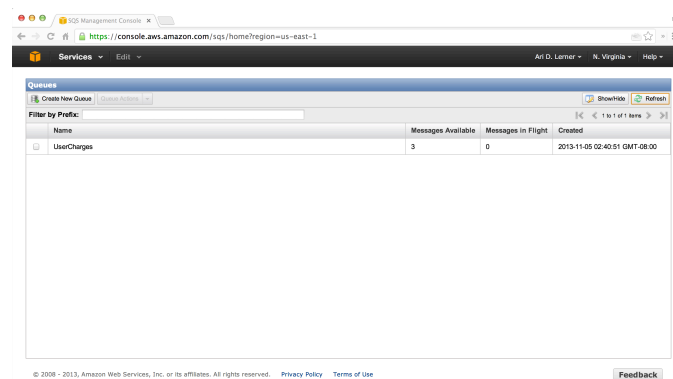 SQS Management Console
https://console.aws.amazon.com/sqs/home?region=us-east-1
Services Edit Ari D. Lerner N. Virginia Help
Queues
Create New Queue Queue Actions Show/Hide Refresh
Filter by Prefix: 1 to 1 of 1 items
Name Messages Available Messages in Flight Created
UserCharges 3 0 2013-11-05 02:40:51 GMT-08:00
© 2008 - 2013, Amazon Web Services, Inc. or its affiliates. All rights reserved. Privacy Policy Terms of Use Feedback